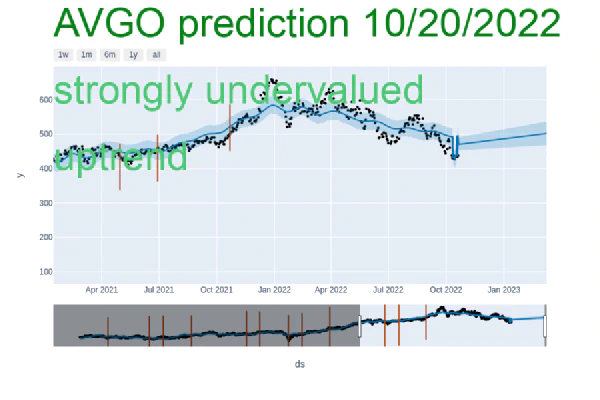 AVGO prediction 10/20/2022
1w 1m 6m 1y all
strongly undervalued
uptrend
600
500
400
300
200
100
y
Apr 2021 Jul 2021 Oct 2021 Jan 2022 Apr 2022 Jul 2022 Oct 2022 Jan 2023
ds